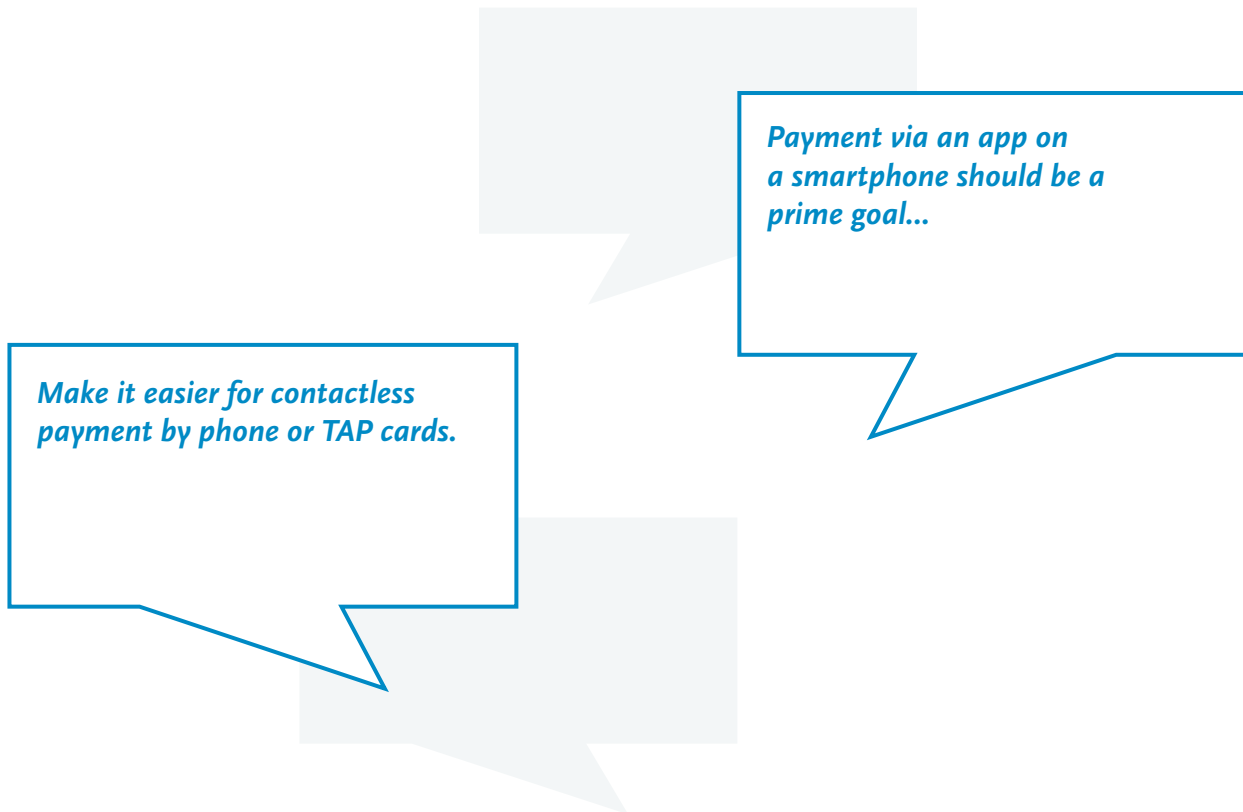 Payment via an app on
a smartphone should be a
prime goal...
Make it easier for contactless
payment by phone or TAP cards.